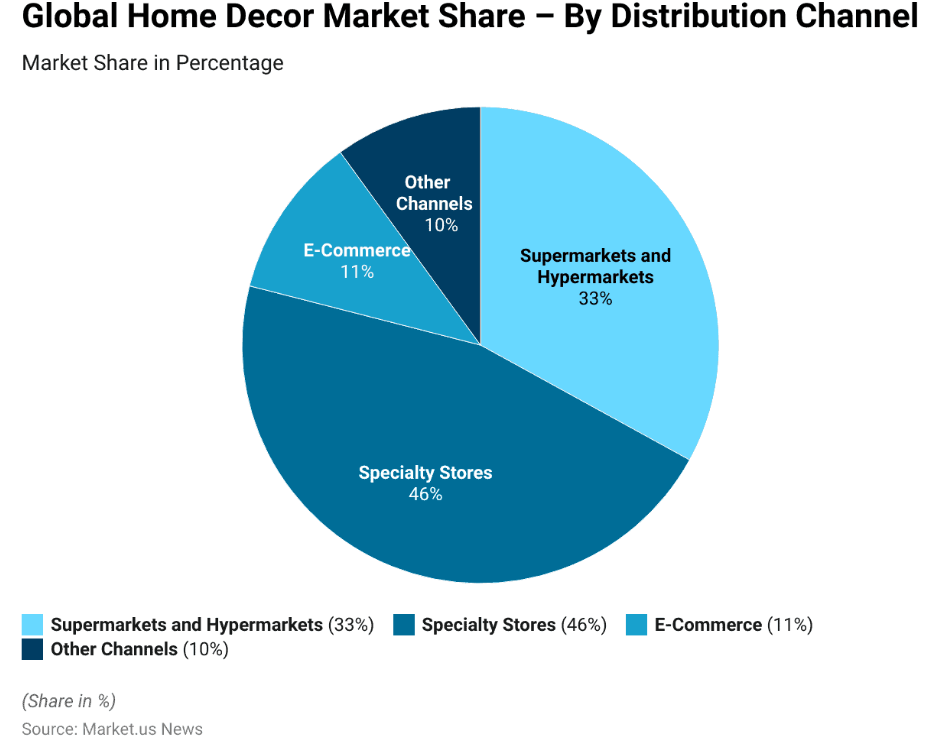 Global Home Decor Market Share – By Distribution Channel
Market Share in Percentage
Other
Channels
10%
E-Commerce
11%
Supermarkets and
Hypermarkets
33%
Specialty Stores
46%
Supermarkets and Hypermarkets (33%) Specialty Stores (46%) E-Commerce (11%)
Other Channels (10%)
(Share in %)
Source: Market.us News